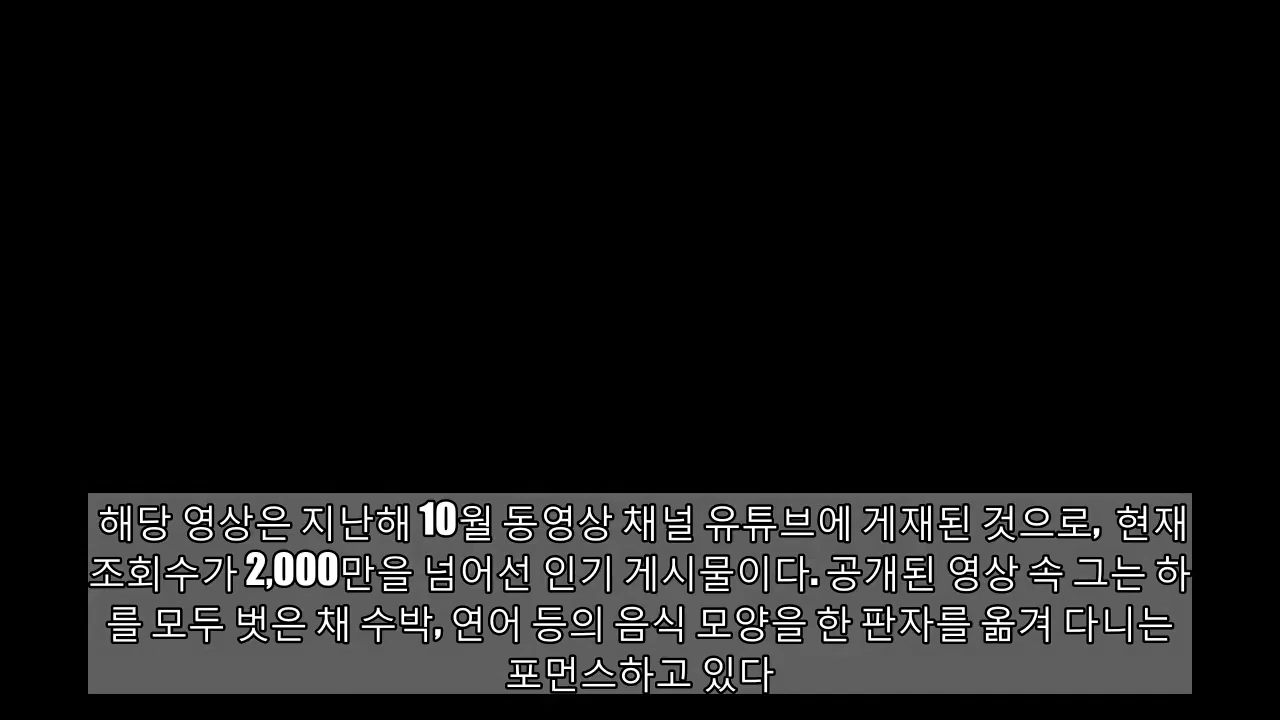 해당 영상은 지난해 10월 동영상 채널 유튜브에 게재된 것으로, 현재
조회수가 2,000만을 넘어선 인기 게시물이다. 공개된 영상 속 그는 하
를 모두 벗은 채 수박, 연어 등의 음식 모양을 한 판자를 옮겨 다니는
포먼스하고 있다